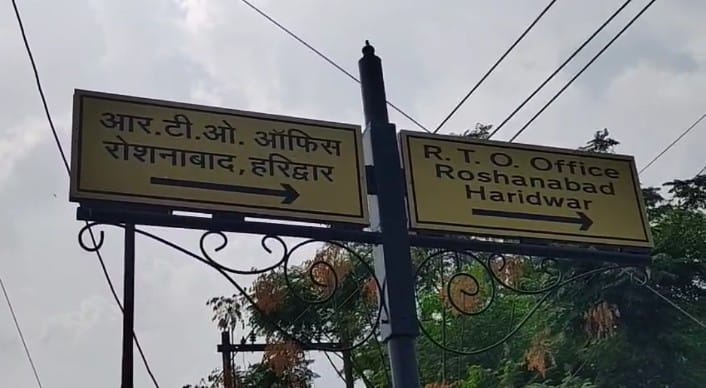 आर.टी.ओ. ऑफिस
रोशनाबाद, हरिद्वार
R. T. O. Office
Roshanabad
Haridwar